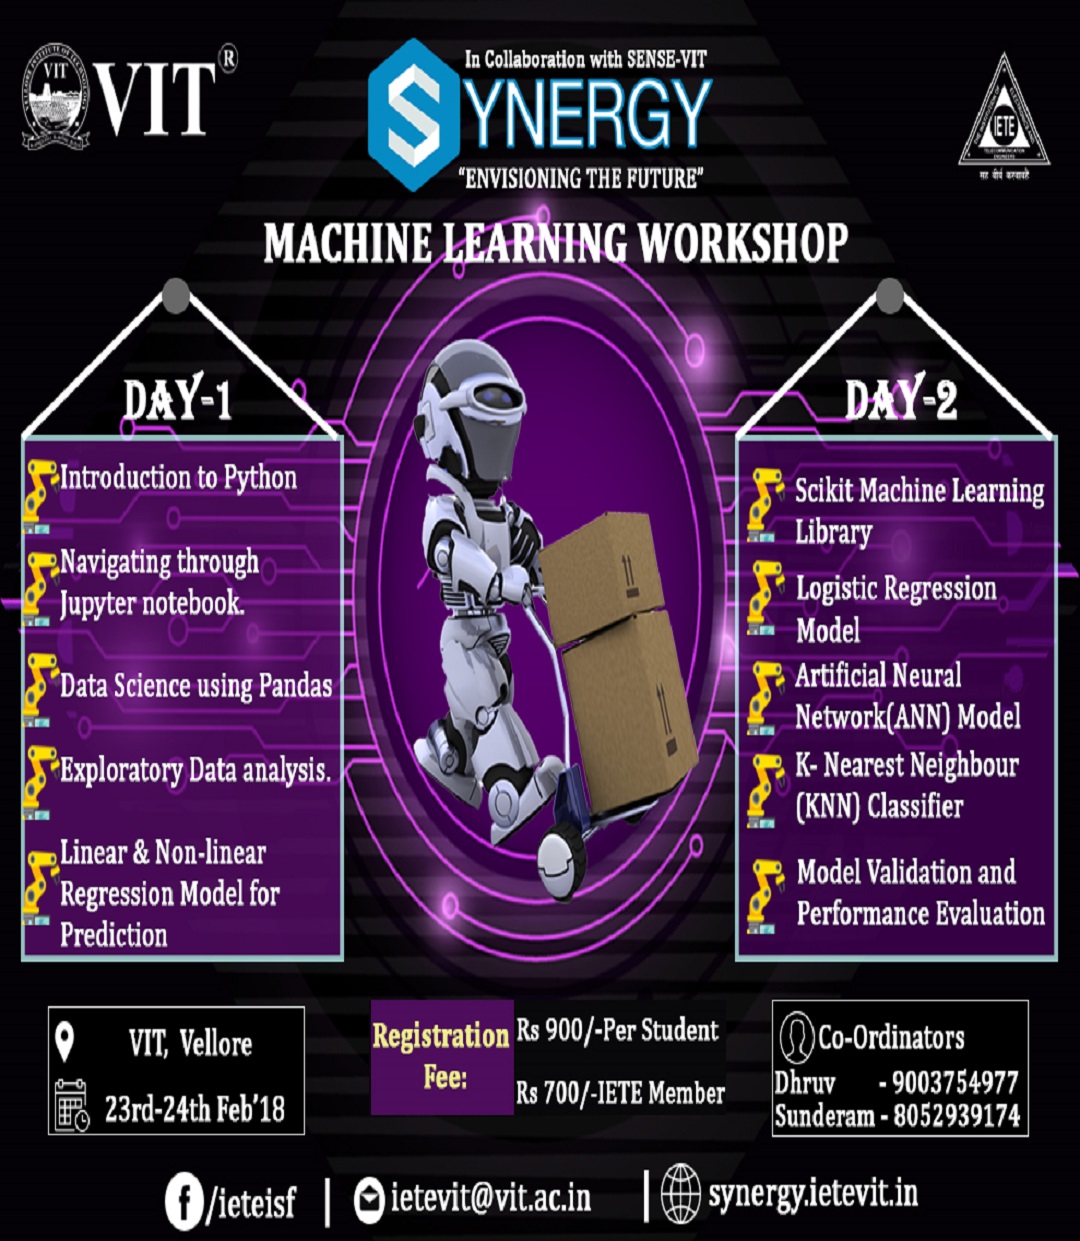 VIT®
VIT
In Collaboration with SENSE-VIT
SYNERGY
"ENVISIONING THE FUTURE"
IETE
MACHINE LEARNING WORKSHOP
DAY-1
Introduction to Python
Navigating through
Jupyter notebook.
Data Science using Pandas
Exploratory Data analysis.
Linear & Non-linear
Regression Model for
Prediction
DAY-2
Scikit Machine Learning
Library
Logistic Regression
Model
Artificial Neural
Network(ANN) Model
K- Nearest Neighbour
(KNN) Classifier
Model Validation and
Performance Evaluation
VIT, Vellore
23rd-24th Feb'18
Registration
Fee:
Rs 900/-Per Student
Rs 700/-IETE Member
Co-Ordinators
Dhruv - 9003754977
Sunderam - 8052939174
/ieteisf
ietevit@vit.ac.in
synergy.ietevit.in